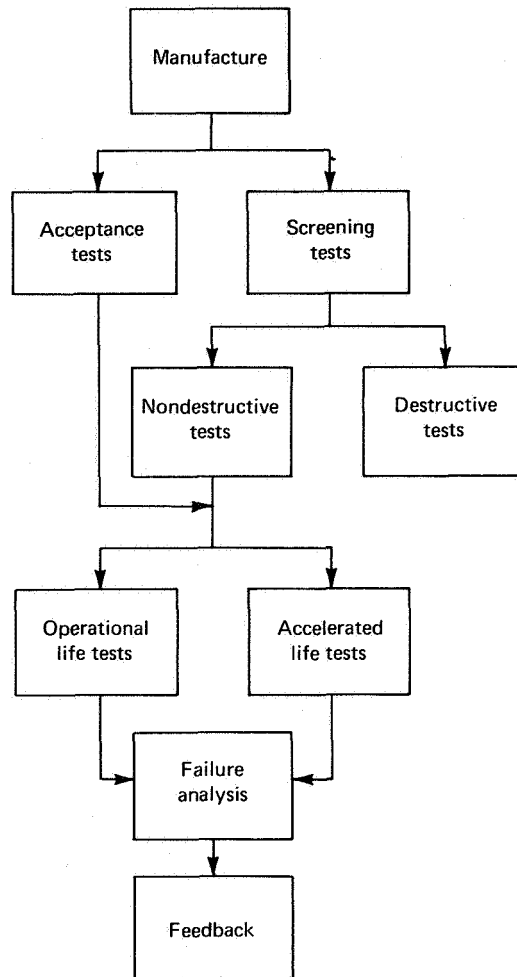 Manufacture
Acceptance
tests
Screening
tests
Nondestructive
tests
Destructive
tests
Operational
life tests
Accelerated
life tests
Failure
analysis
Feedback